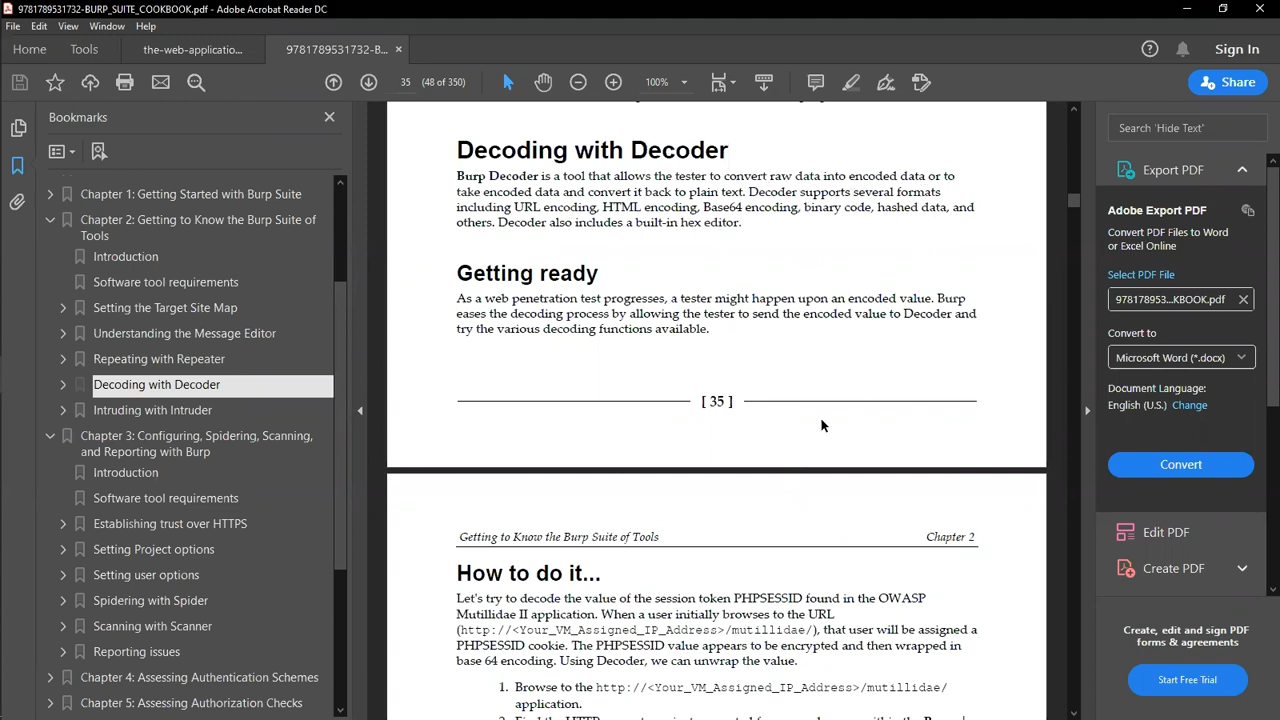 9781789531732-BURP_SUITE_COOKBOOK.pdf - Adobe Acrobat Reader DC
File Edit View Window Help
Home Tools the-web-applicatio... 9781789531732-B... Sign In
35 (48 of 350) 100% Share
Bookmarks
Chapter 1: Getting Started with Burp Suite
Chapter 2: Getting to Know the Burp Suite of
Tools
Introduction
Software tool requirements
Setting the Target Site Map
Understanding the Message Editor
Repeating with Repeater
Decoding with Decoder
Intruding with Intruder
Chapter 3: Configuring, Spidering, Scanning,
and Reporting with Burp
Introduction
Software tool requirements
Establishing trust over HTTPS
Setting Project options
Setting user options
Spidering with Spider
Scanning with Scanner
Reporting issues
Chapter 4: Assessing Authentication Schemes
Chapter 5: Assessing Authorization Checks
Decoding with Decoder
Burp Decoder is a tool that allows the tester to convert raw data into encoded data or to
take encoded data and convert it back to plain text. Decoder supports several formats
including URL encoding, HTML encoding, Base64 encoding, binary code, hashed data, and
others. Decoder also includes a built-in hex editor.
Getting ready
As a web penetration test progresses, a tester might happen upon an encoded value. Burp
eases the decoding process by allowing the tester to send the encoded value to Decoder and
try the various decoding functions available.
[ 35 ]
Getting to Know the Burp Suite of Tools Chapter 2
How to do it...
Let's try to decode the value of the session token PHPSESSID found in the OWASP
Mutillidae II application. When a user initially browses to the URL
(http://<Your_VM_Assigned_IP_Address>/mutillidae/), that user will be assigned a
PHPSESSID cookie. The PHPSESSID value appears to be encrypted and then wrapped in
base 64 encoding. Using Decoder, we can unwrap the value.
1. Browse to the http://<Your_VM_Assigned_IP_Address>/mutillidae/
application.
Search 'Hide Text'
Export PDF
Adobe Export PDF
Convert PDF Files to Word
or Excel Online
Select PDF File
978178953...KBOOK.pdf
Convert to
Microsoft Word (*.docx)
Document Language:
English (U.S.) Change
Convert
Edit PDF
Create PDF
Create, edit and sign PDF
forms & agreements
Start Free Trial